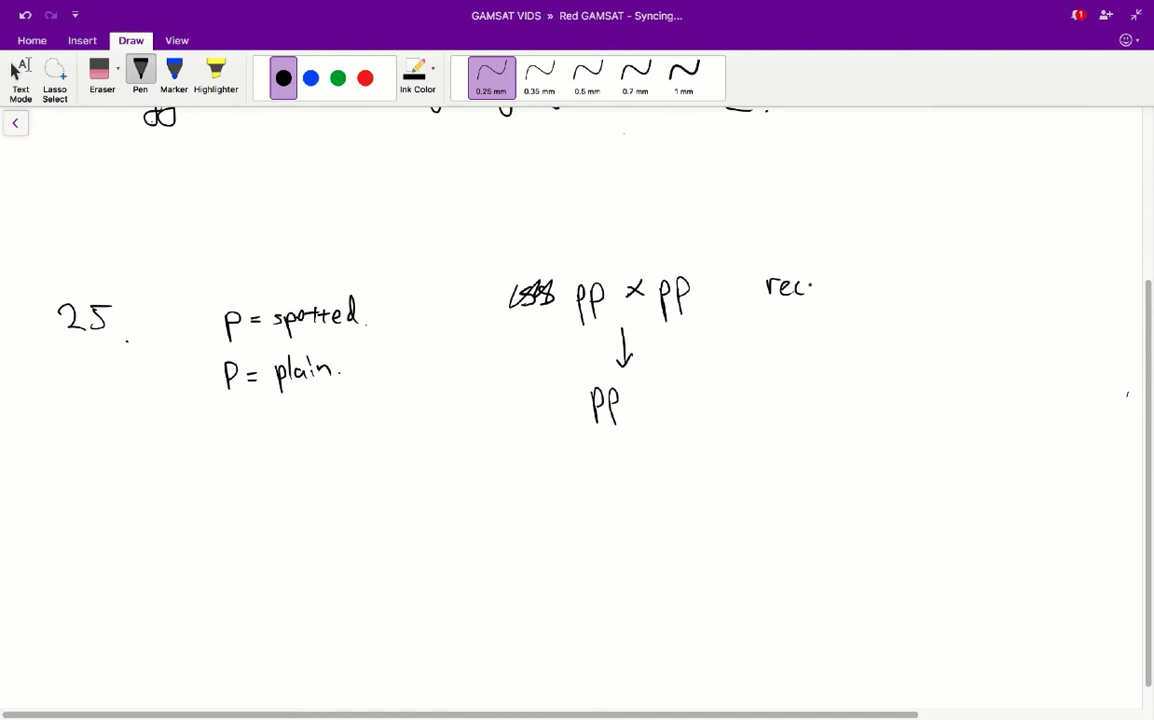 GAMSAT VIDS » Red GAMSAT - Syncing...
1
Home Insert Draw View
Text Mode
Lasso Select
Eraser
Pen
Marker
Highlighter
Ink Color
0.25 mm
0.35 mm
0.5 mm
0.7 mm
1 mm
25.
p = spotted.
P = plain.
pp × pp
rec.
pp